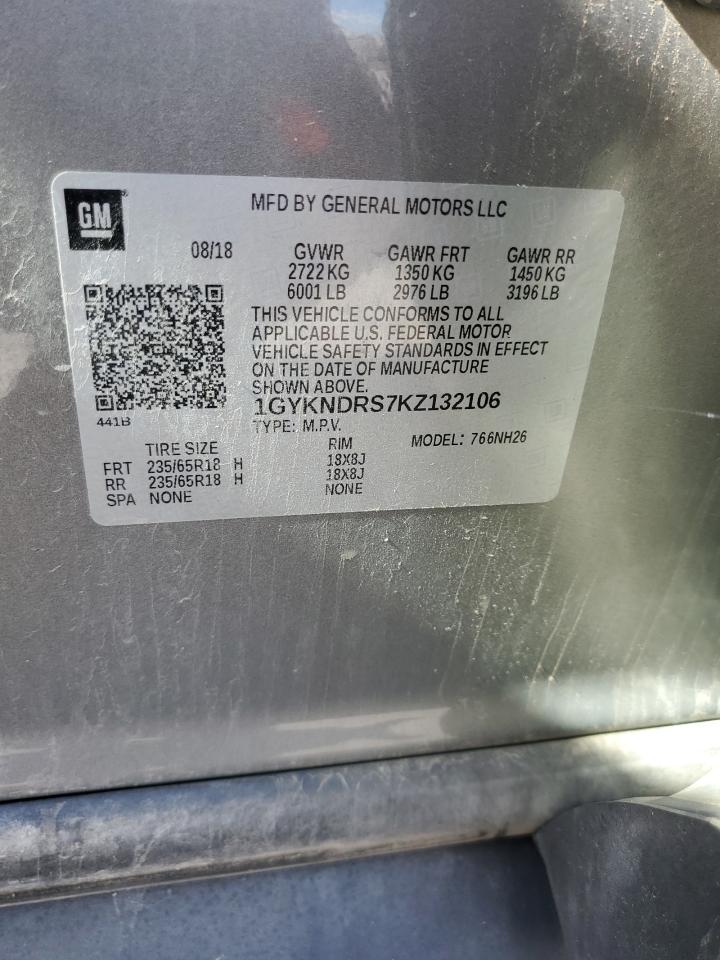 GM
MFD BY GENERAL MOTORS LLC
08/18 GVWR GAWR FRT GAWR RR
2722 KG 1350 KG 1450 KG
6001 LB 2976 LB 3196 LB
THIS VEHICLE CONFORMS TO ALL
APPLICABLE U.S. FEDERAL MOTOR
VEHICLE SAFETY STANDARDS IN EFFECT
ON THE DATE OF MANUFACTURE
SHOWN ABOVE.
1GYKNDRS7KZ132106
441B
TYPE: M.P.V.
TIRE SIZE RIM MODEL: 766NH26
FRT 235/65R18 H 18X8J
RR 235/65R18 H 18X8J
SPA NONE NONE